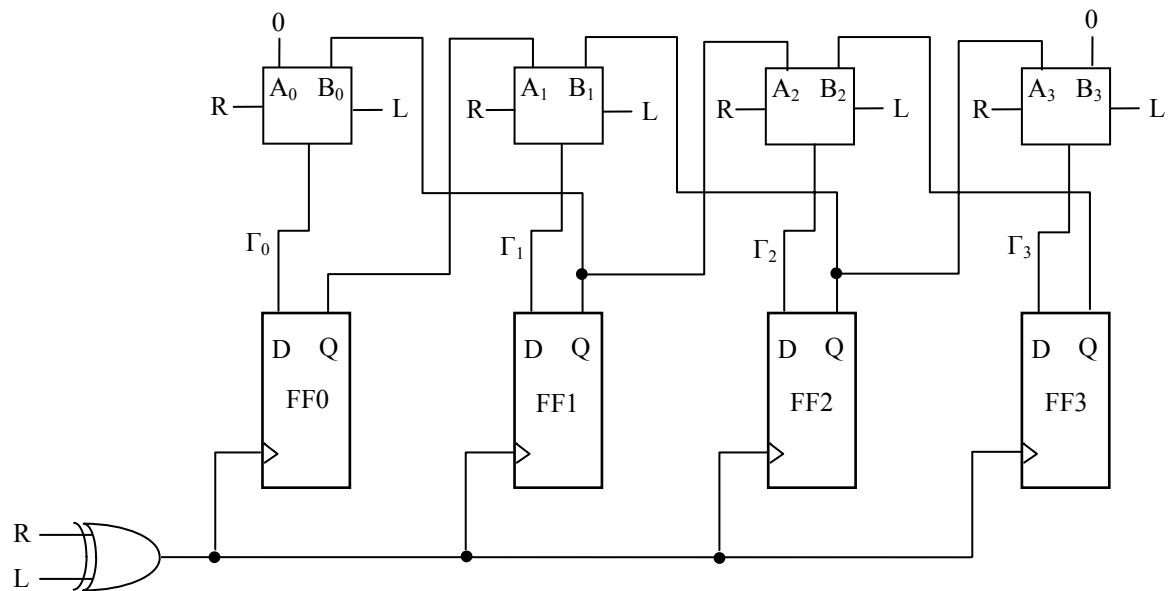 0 0
A₀ B₀ A₁ B₁ A₂ B₂ A₃ B₃
R L R L R L R L
Γ₀ Γ₁ Γ₂ Γ₃
D Q D Q D Q D Q
FF0 FF1 FF2 FF3
R
L